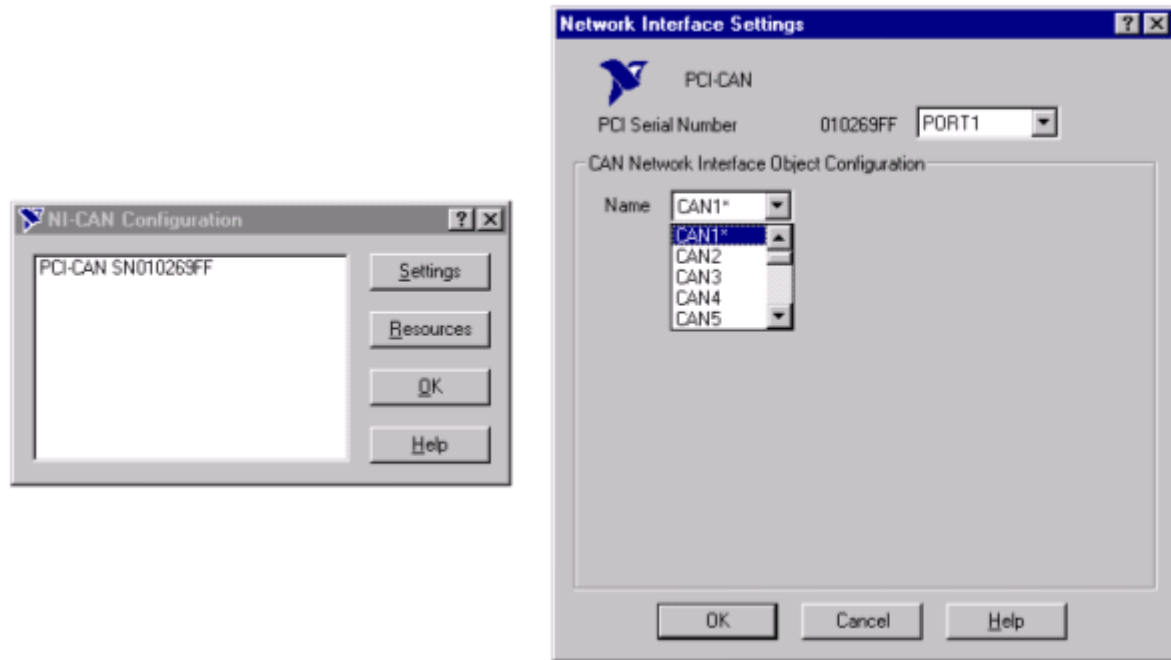 NI-CAN Configuration
PCI-CAN SN010269FF
Settings
Resources
OK
Help
Network Interface Settings
PCI-CAN
PCI Serial Number 010269FF PORT1
CAN Network Interface Object Configuration
Name CAN1*
CAN1*
CAN2
CAN3
CAN4
CAN5
OK Cancel Help